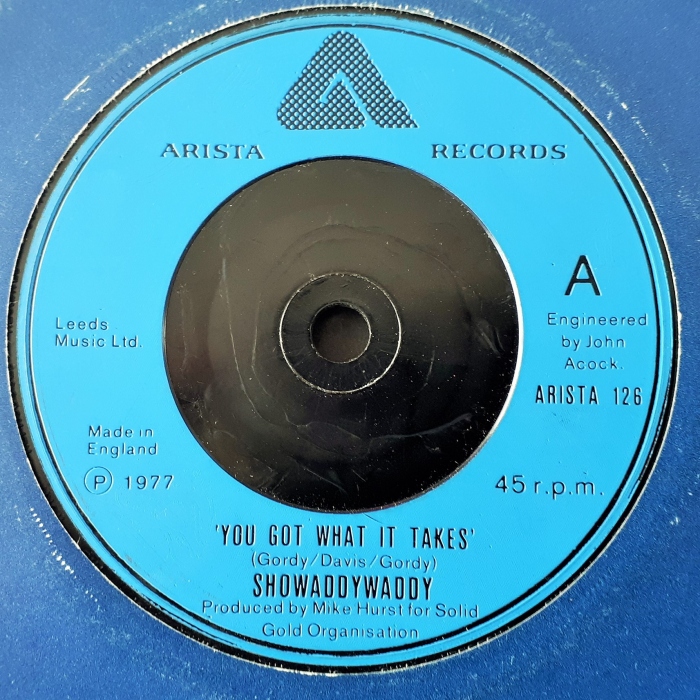 ARISTA RECORDS
A
Leeds
Music Ltd.
Engineered
by John
Acock.
ARISTA 126
Made in
England
Ⓟ 1977
45 r.p.m.
'YOU GOT WHAT IT TAKES'
(Gordy/Davis/Gordy)
SHOWADDYWADDY
Produced by Mike Hurst for Solid
Gold Organisation